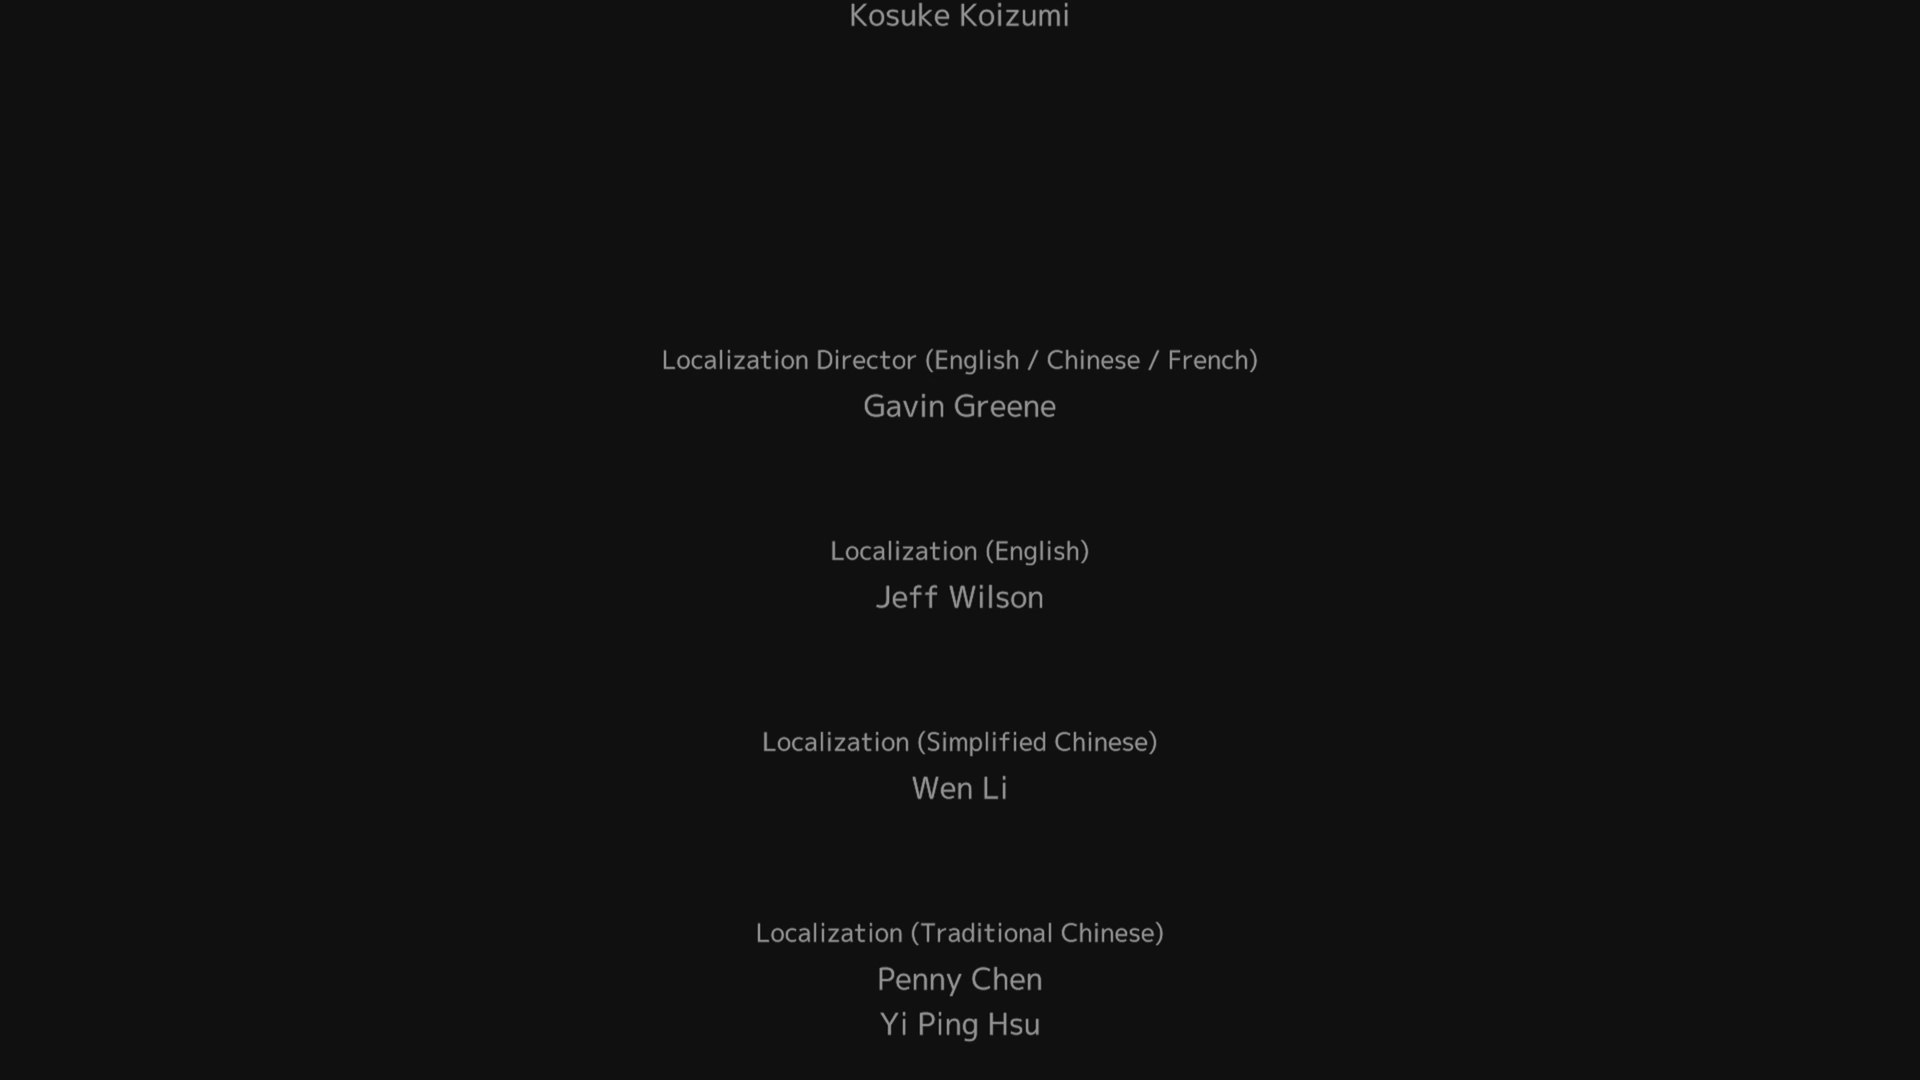 Kosuke Koizumi
Localization Director (English / Chinese / French)
Gavin Greene
Localization (English)
Jeff Wilson
Localization (Simplified Chinese)
Wen Li
Localization (Traditional Chinese)
Penny Chen
Yi Ping Hsu